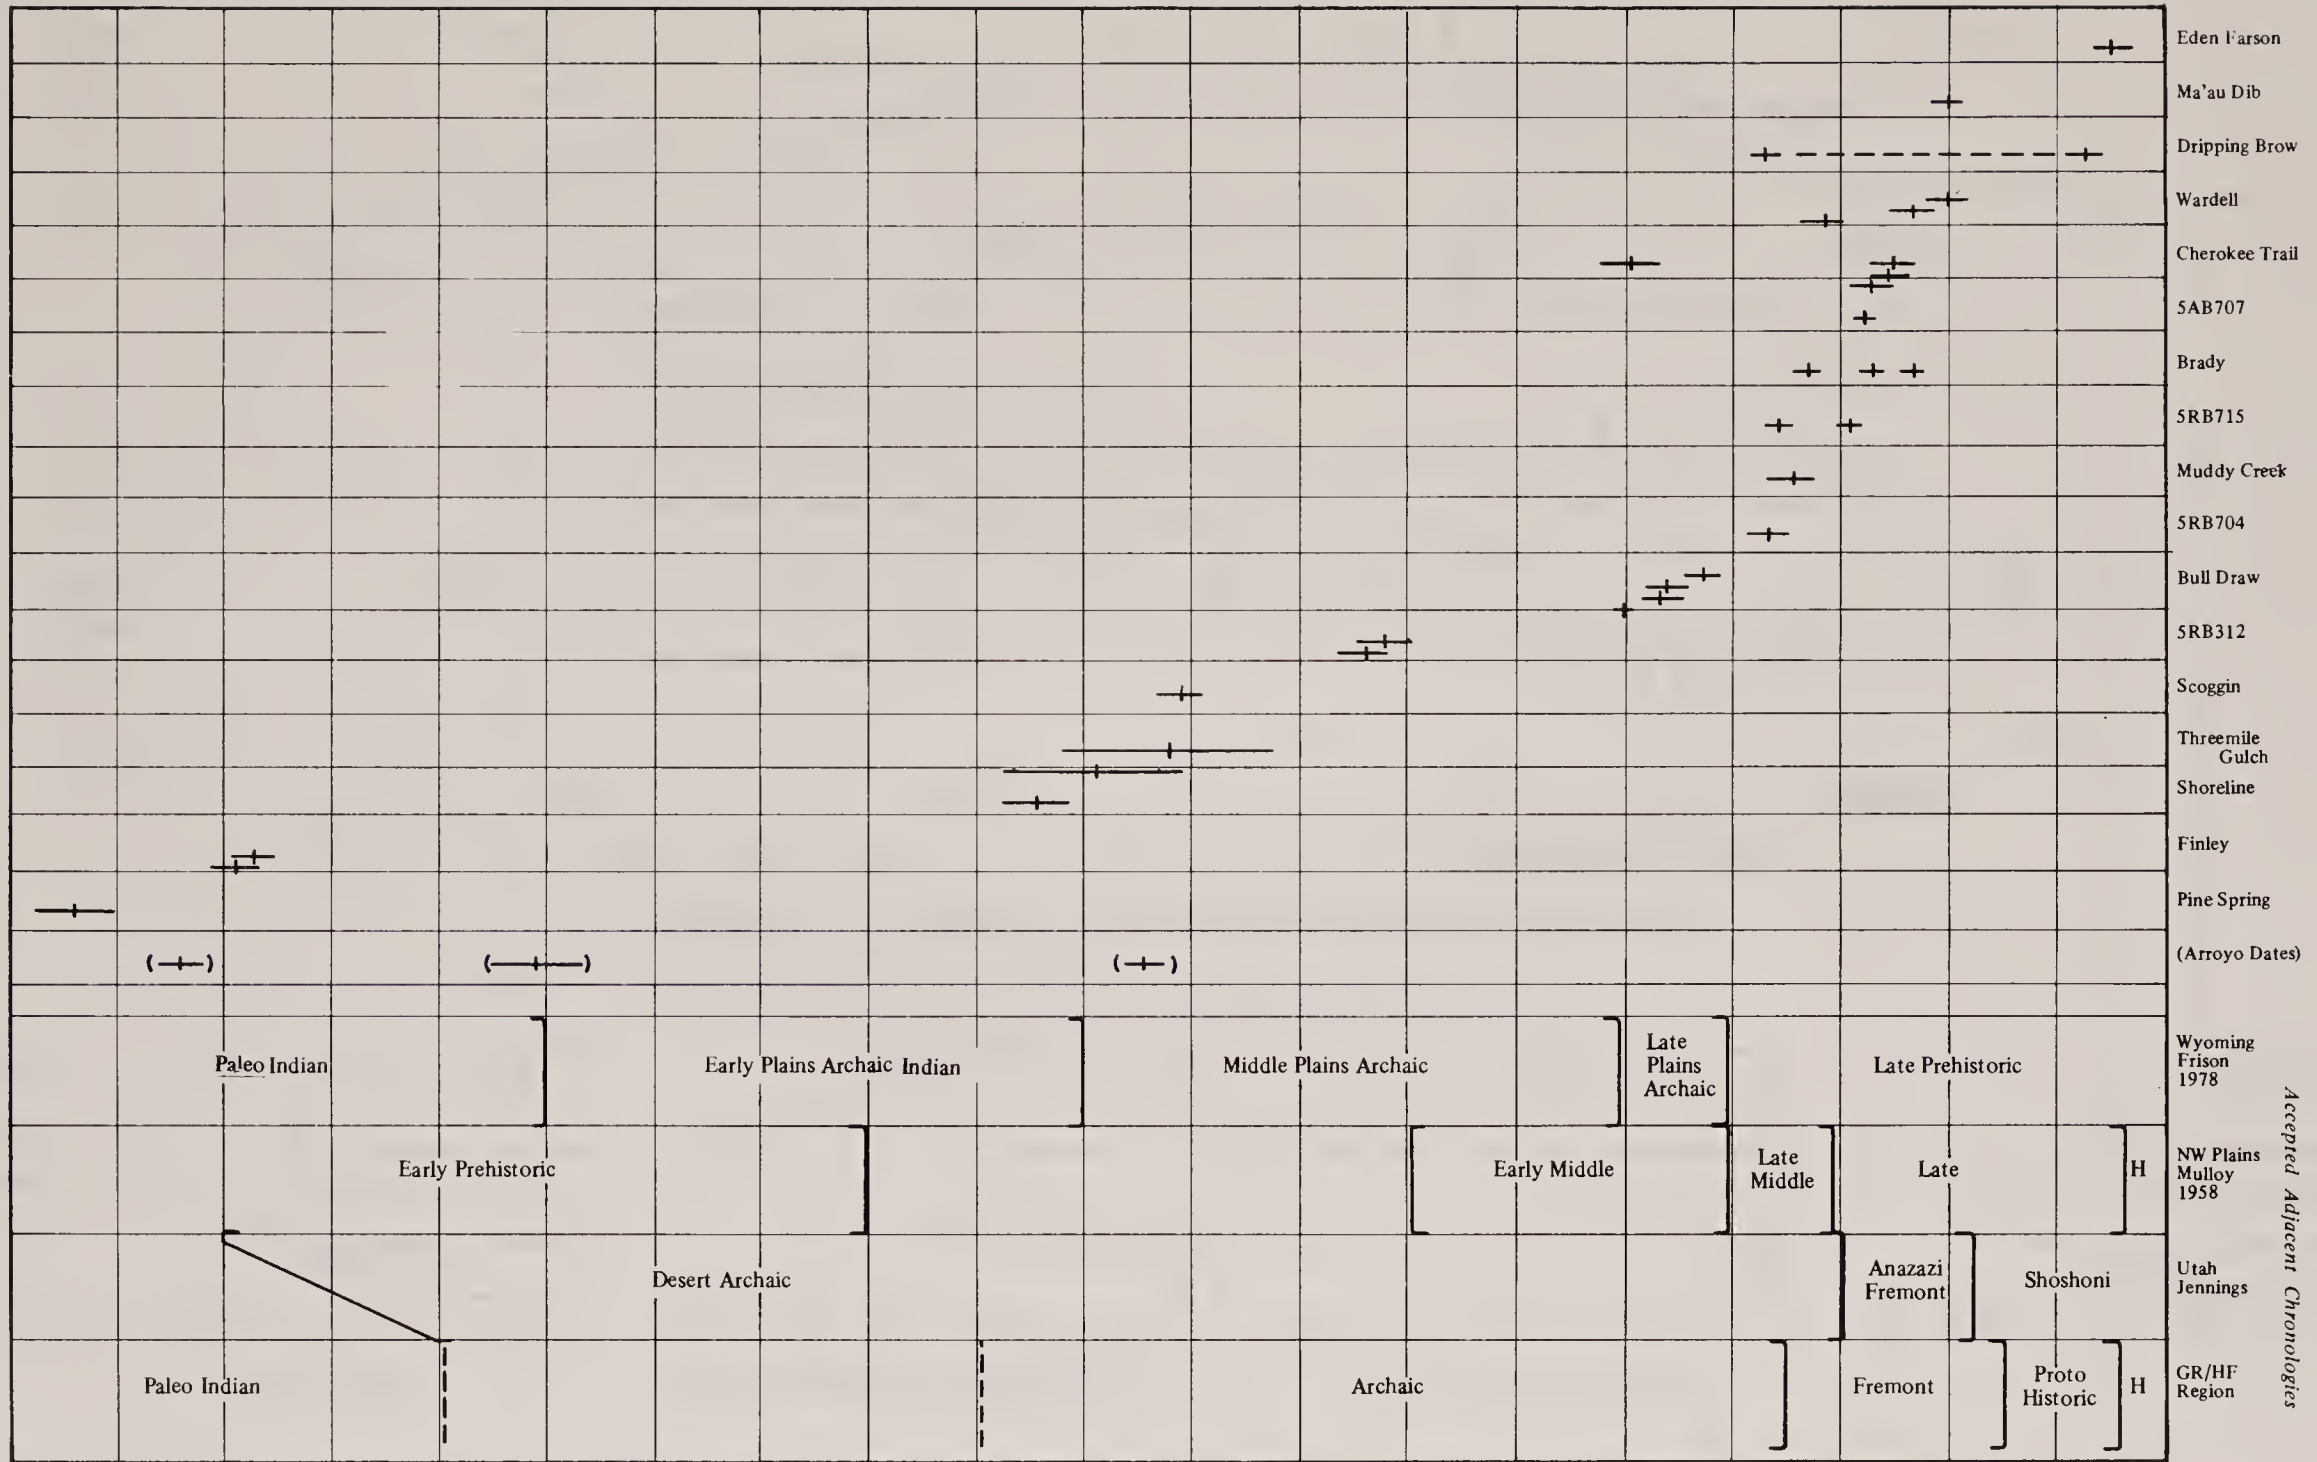 Eden Farson
Ma'au Dib
Dripping Brow
Wardell
Cherokee Trail
5AB707
Brady
5RB715
Muddy Creek
5RB704
Bull Draw
5RB312
Scoggin
Threemile
Gulch
Shoreline
Finley
Pine Spring
(Arroyo Dates)
Paleo Indian
Early Plains Archaic Indian
Middle Plains Archaic
Late
Plains
Archaic
Late Prehistoric
Wyoming
Frison
1978
Early Prehistoric
Early Middle
Late
Middle
Late
H
NW Plains
Mulloy
1958
Desert Archaic
Anazazi
Fremont
Shoshoni
Utah
Jennings
Paleo Indian
Archaic
Fremont
Proto
Historic
H
GR/HF
Region
Accepted Adjacent Chronologies